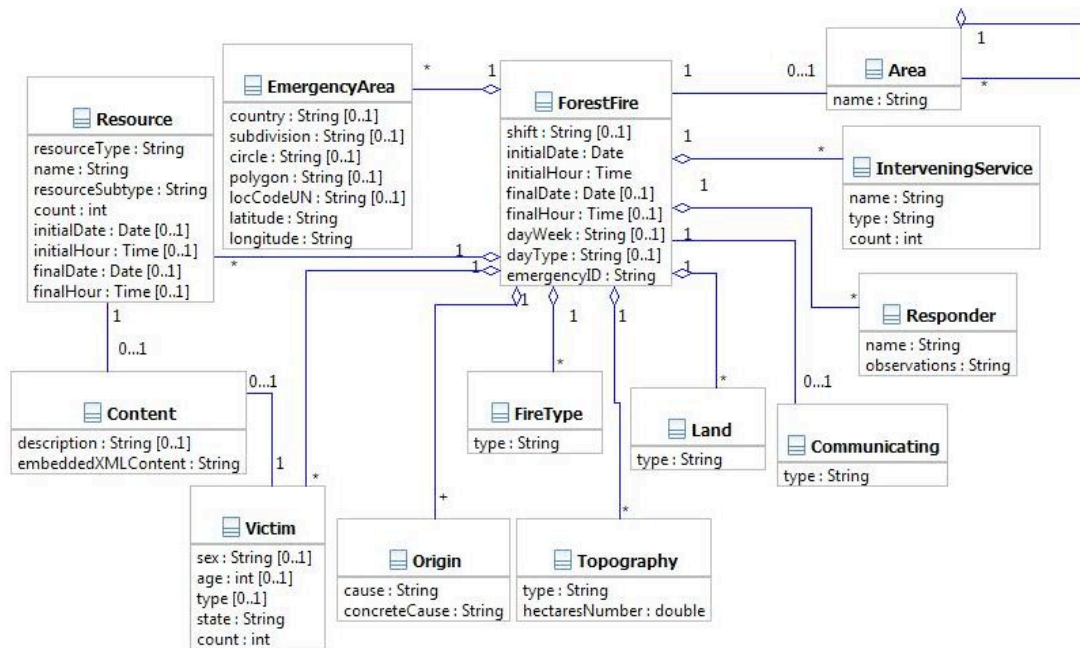 1
Area
name : String
*
EmergencyArea
country : String [0..1]
subdivision : String [0..1]
circle : String [0..1]
polygon : String [0..1]
locCodeUN : String [0..1]
latitude : String
longitude : String
*
1
ForestFire
shift : String [0..1]
initialDate : Date
initialHour : Time
finalDate : Date [0..1]
finalHour : Time [0..1]
dayWeek : String [0..1]
dayType : String [0..1]
emergencyID : String
1
0...1
Resource
resourceType : String
name : String
resourceSubtype : String
count : int
initialDate : Date [0..1]
initialHour : Time [0..1]
finalDate : Date [0..1]
finalHour : Time [0..1]
1
*
InterveningService
name : String
type : String
count : int
1
1
*
1
1
1
*
Responder
name : String
observations : String
1
0...1
1
1
1
0...1
Content
description : String [0..1]
embeddedXMLContent : String
0...1
1
*
*
FireType
type : String
*
Land
type : String
0...1
Communicating
type : String
Victim
sex : String [0..1]
age : int [0..1]
type [0..1]
state : String
count : int
+
Origin
cause : String
concreteCause : String
*
Topography
type : String
hectaresNumber : double